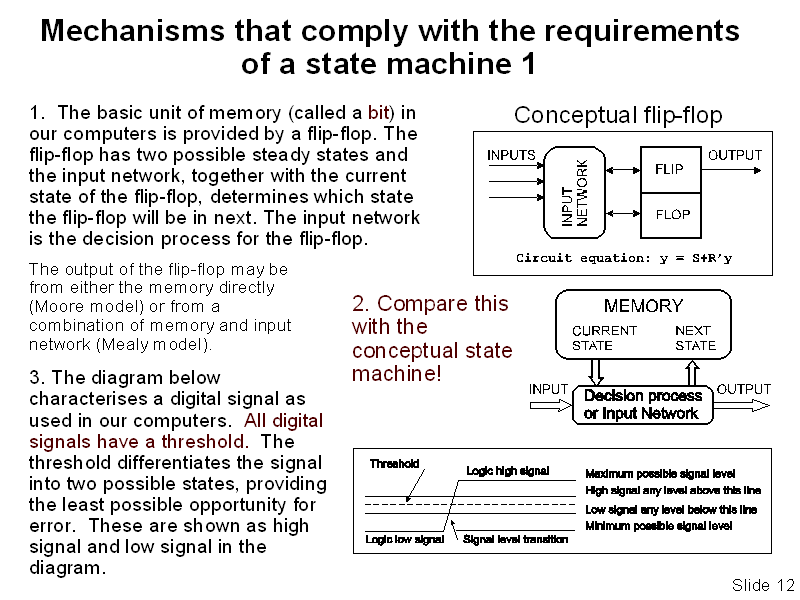 Mechanisms that comply with the requirements
of a state machine 1
1.  The basic unit of memory (called a bit) in
our computers is provided by a flip-flop. The
flip-flop has two possible steady states and
the input network, together with the current
state of the flip-flop, determines which state
the flip-flop will be in next. The input network
is the decision process for the flip-flop.
The output of the flip-flop may be
from either the memory directly
(Moore model) or from a
combination of memory and input
network (Mealy model).
Conceptual flip-flop
INPUTS
INPUT
NETWORK
FLIP
FLOP
OUTPUT
Circuit equation: y = S+R'y
2. Compare this
with the
conceptual state
machine!
MEMORY
CURRENT
STATE
NEXT
STATE
INPUT
Decision process
or Input Network
OUTPUT
3. The diagram below
characterises a digital signal as
used in our computers.  All digital
signals have a threshold.  The
threshold differentiates the signal
into two possible states, providing
the least possible opportunity for
error.  These are shown as high
signal and low signal in the
diagram.
Threshold
Logic high signal
Maximum possible signal level
High signal any level above this line
Low signal any level below this line
Minimum possible signal level
Logic low signal
Signal level transition
Slide 12